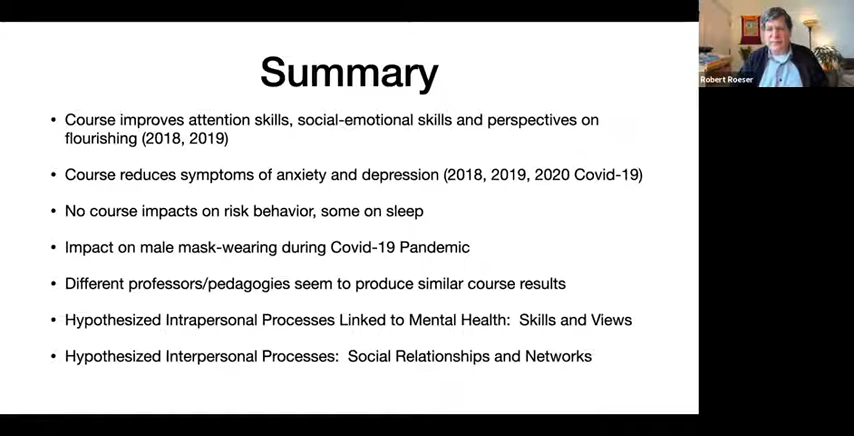 Summary
• Course improves attention skills, social-emotional skills and perspectives on
flourishing (2018, 2019)
• Course reduces symptoms of anxiety and depression (2018, 2019, 2020 Covid-19)
• No course impacts on risk behavior, some on sleep
• Impact on male mask-wearing during Covid-19 Pandemic
• Different professors/pedagogies seem to produce similar course results
• Hypothesized Intrapersonal Processes Linked to Mental Health: Skills and Views
• Hypothesized Interpersonal Processes: Social Relationships and Networks
Robert Roeser